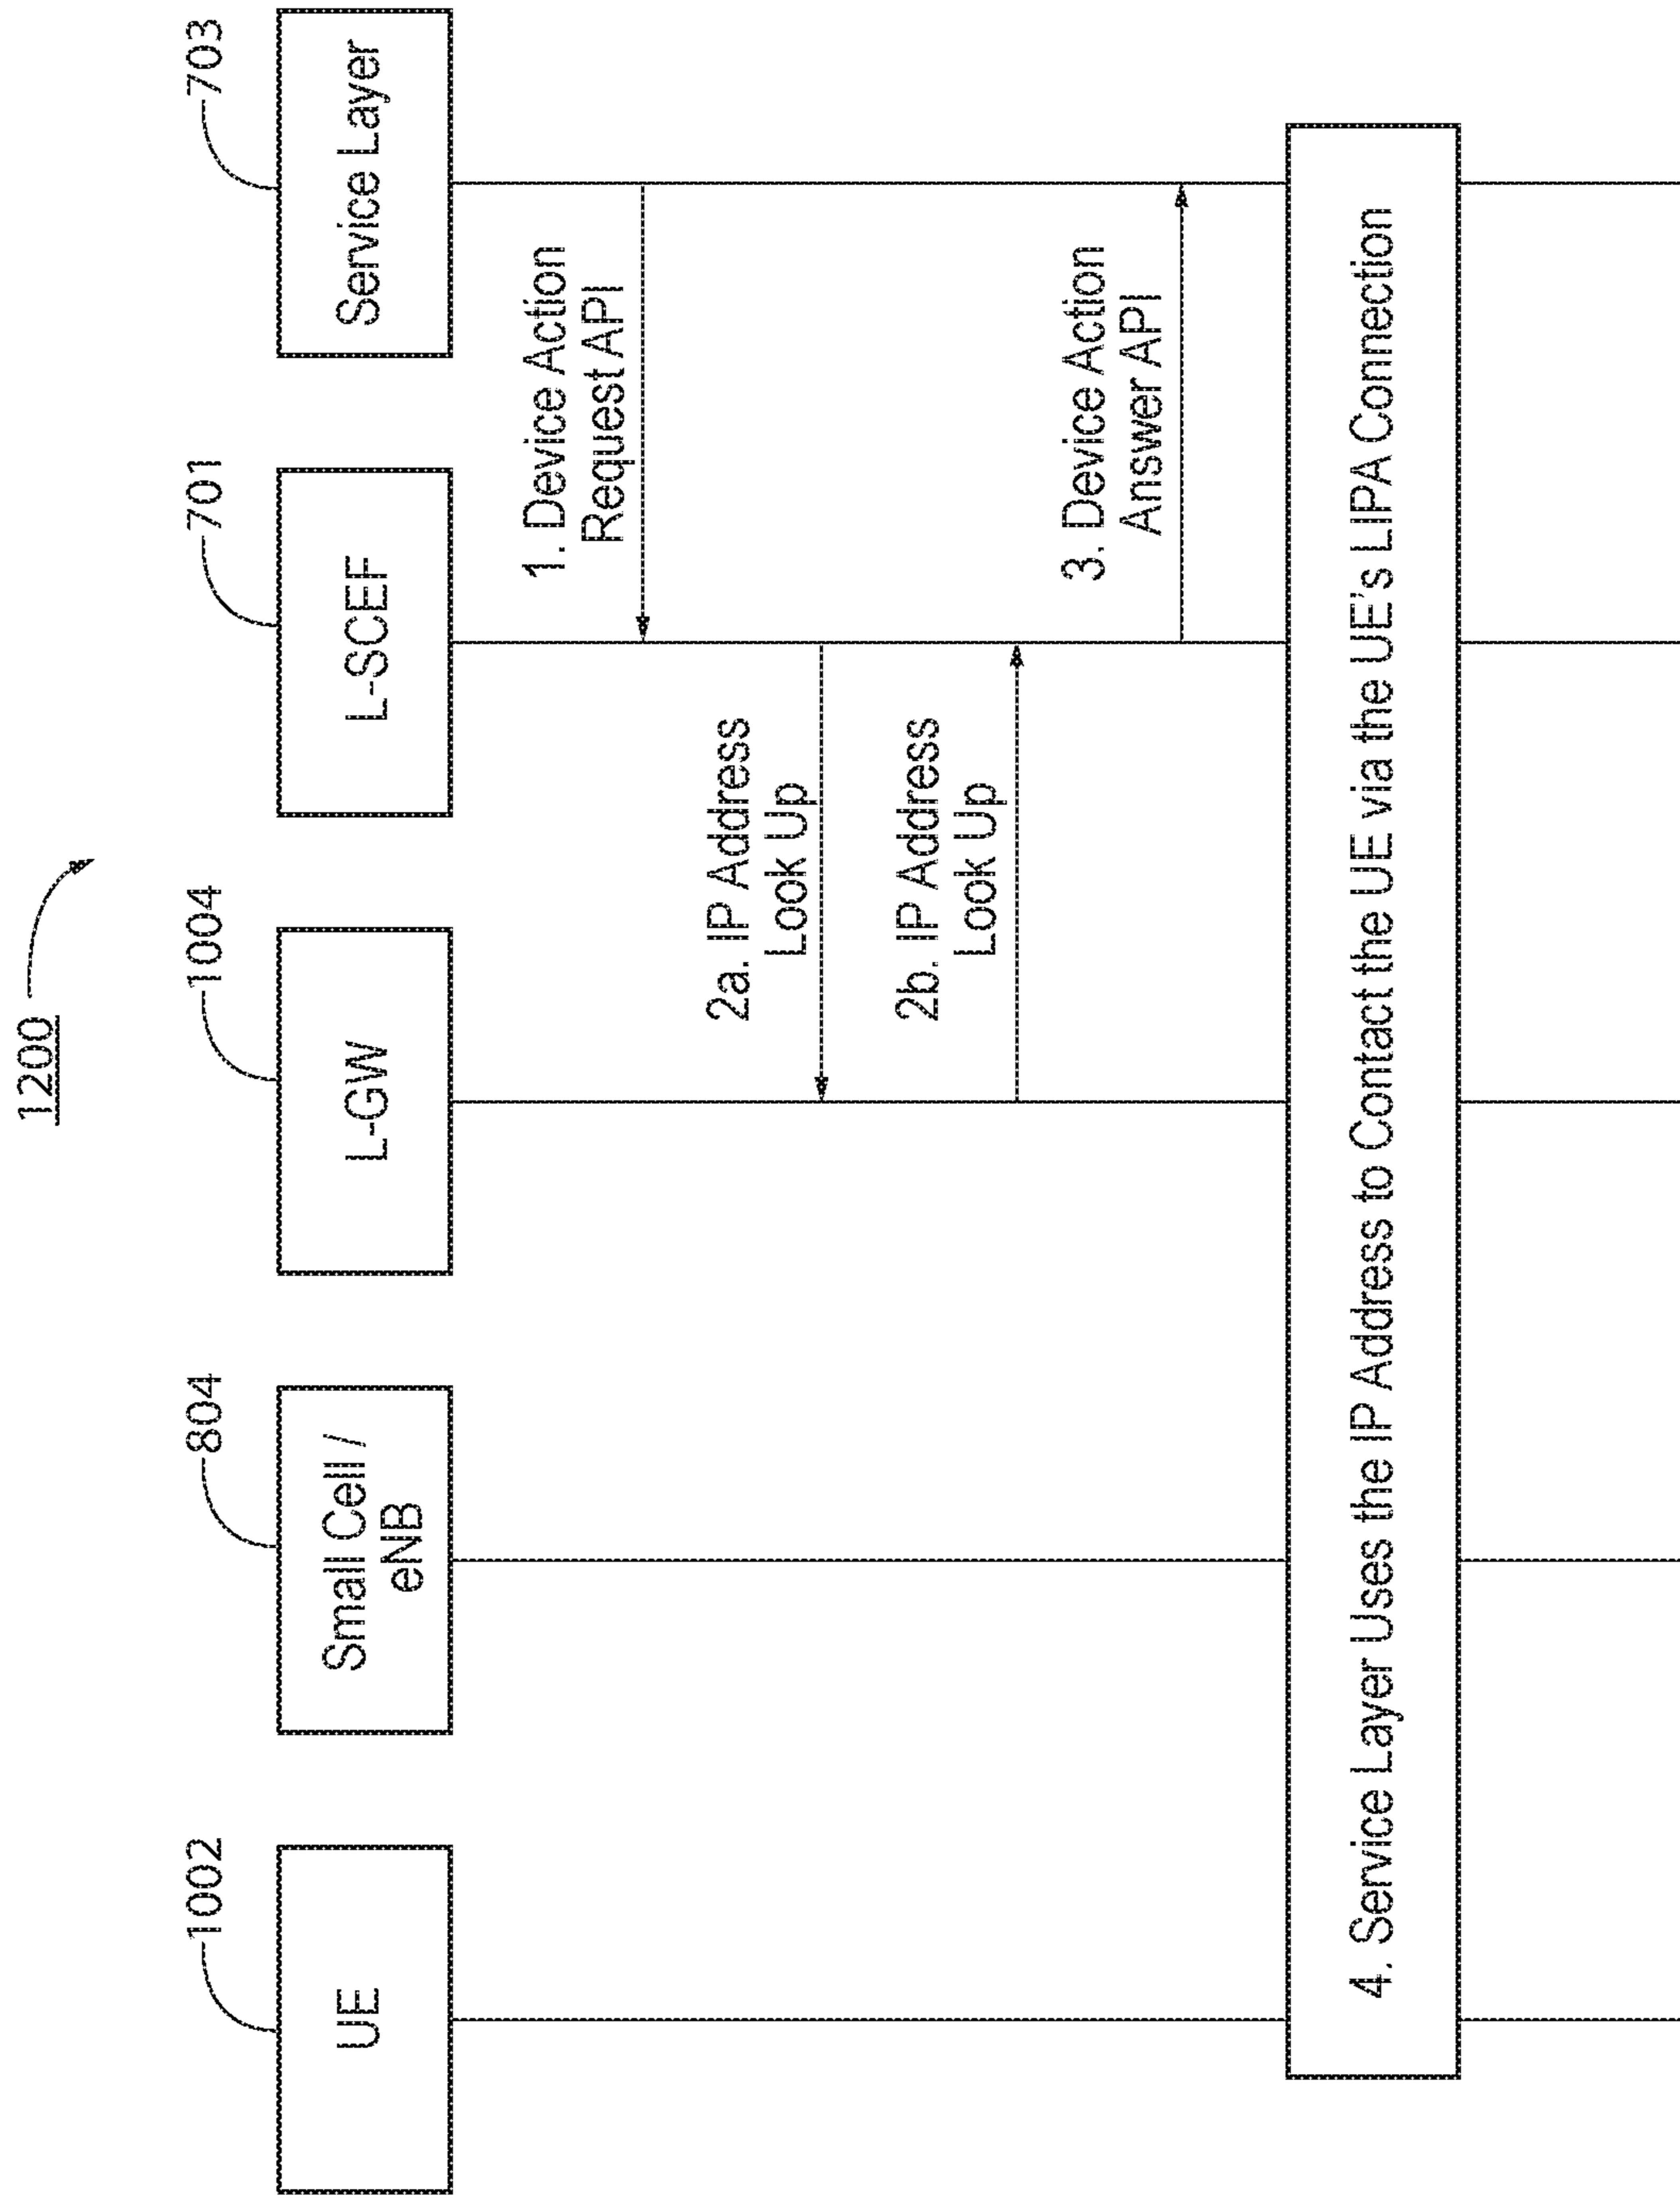 1200
1002
804
1004
701
703
UE
Small Cell /
eNB
L-GW
L-SCEF
Service Layer
1. Device Action
Request API
2a. IP Address
Look Up
2b. IP Address
Look Up
3. Device Action
Answer API
4. Service Layer Uses the IP Address to Contact the UE via the UE's LIPA Connection